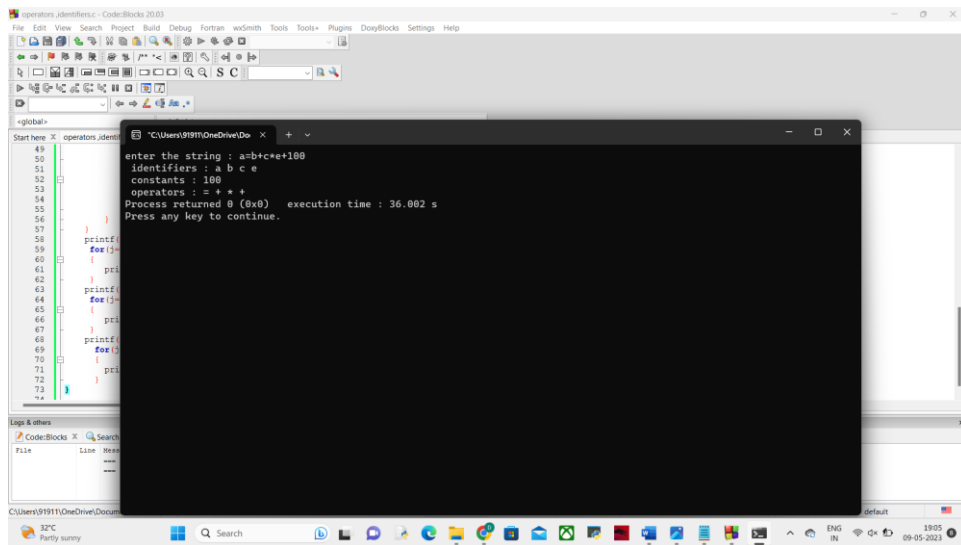 operators ,identifiers.c - Code::Blocks 20.03
File Edit View Search Project Build Debug Fortran wxSmith Tools Tools+ Plugins DoxyBlocks Settings Help
S C
<global>
Start here X operators ,identif
"C:\Users\91911\OneDrive\Do
enter the string : a=b+c*e+100
identifiers : a b c e
constants : 100
operators : = + * +
Process returned 0 (0x0) execution time : 36.002 s
Press any key to continue.
49
50
51
52
53
54
55
56 }
57 }
58 printf(
59 for(j=
60 {
61 pri
62 }
63 printf(
64 for(j=
65 {
66 pri
67 }
68 printf(
69 for(j
70 {
71 pri
72 }
73 }
74
Logs & others
Code::Blocks X Search
File Line Mess
===
===
C:\Users\91911\OneDrive\Docum
default
32°C
Partly sunny
Search
ENG
IN
19:05
09-05-2023